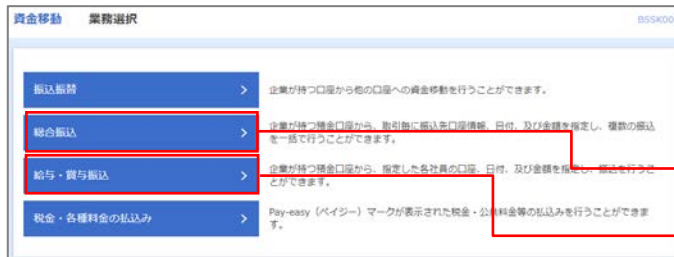 資金移動 業務選択 BSSK00
振込振替 > 企業が持つ口座から他の口座への資金移動を行うことができます。
総合振込 > 企業が持つ預金口座から、取引毎に振込先口座情報、日付、及び金額を指定し、複数の振込
を一括で行うことができます。
給与・賞与振込 > 企業が持つ預金口座から、指定した各社員の口座、日付、及び金額を指定し、振込を行うこ
とができます。
税金・各種料金の払込み > Pay-easy（ペイジー）マークが表示された税金・公共料金等の払込みを行うことができま
す。